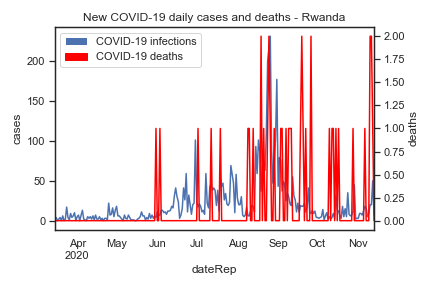 New COVID-19 daily cases and deaths - Rwanda
COVID-19 infections
COVID-19 deaths
cases
200
150
100
50
0
deaths
2.00
1.75
1.50
1.25
1.00
0.75
0.50
0.25
0.00
Apr May Jun Jul Aug Sep Oct Nov
2020
dateRep